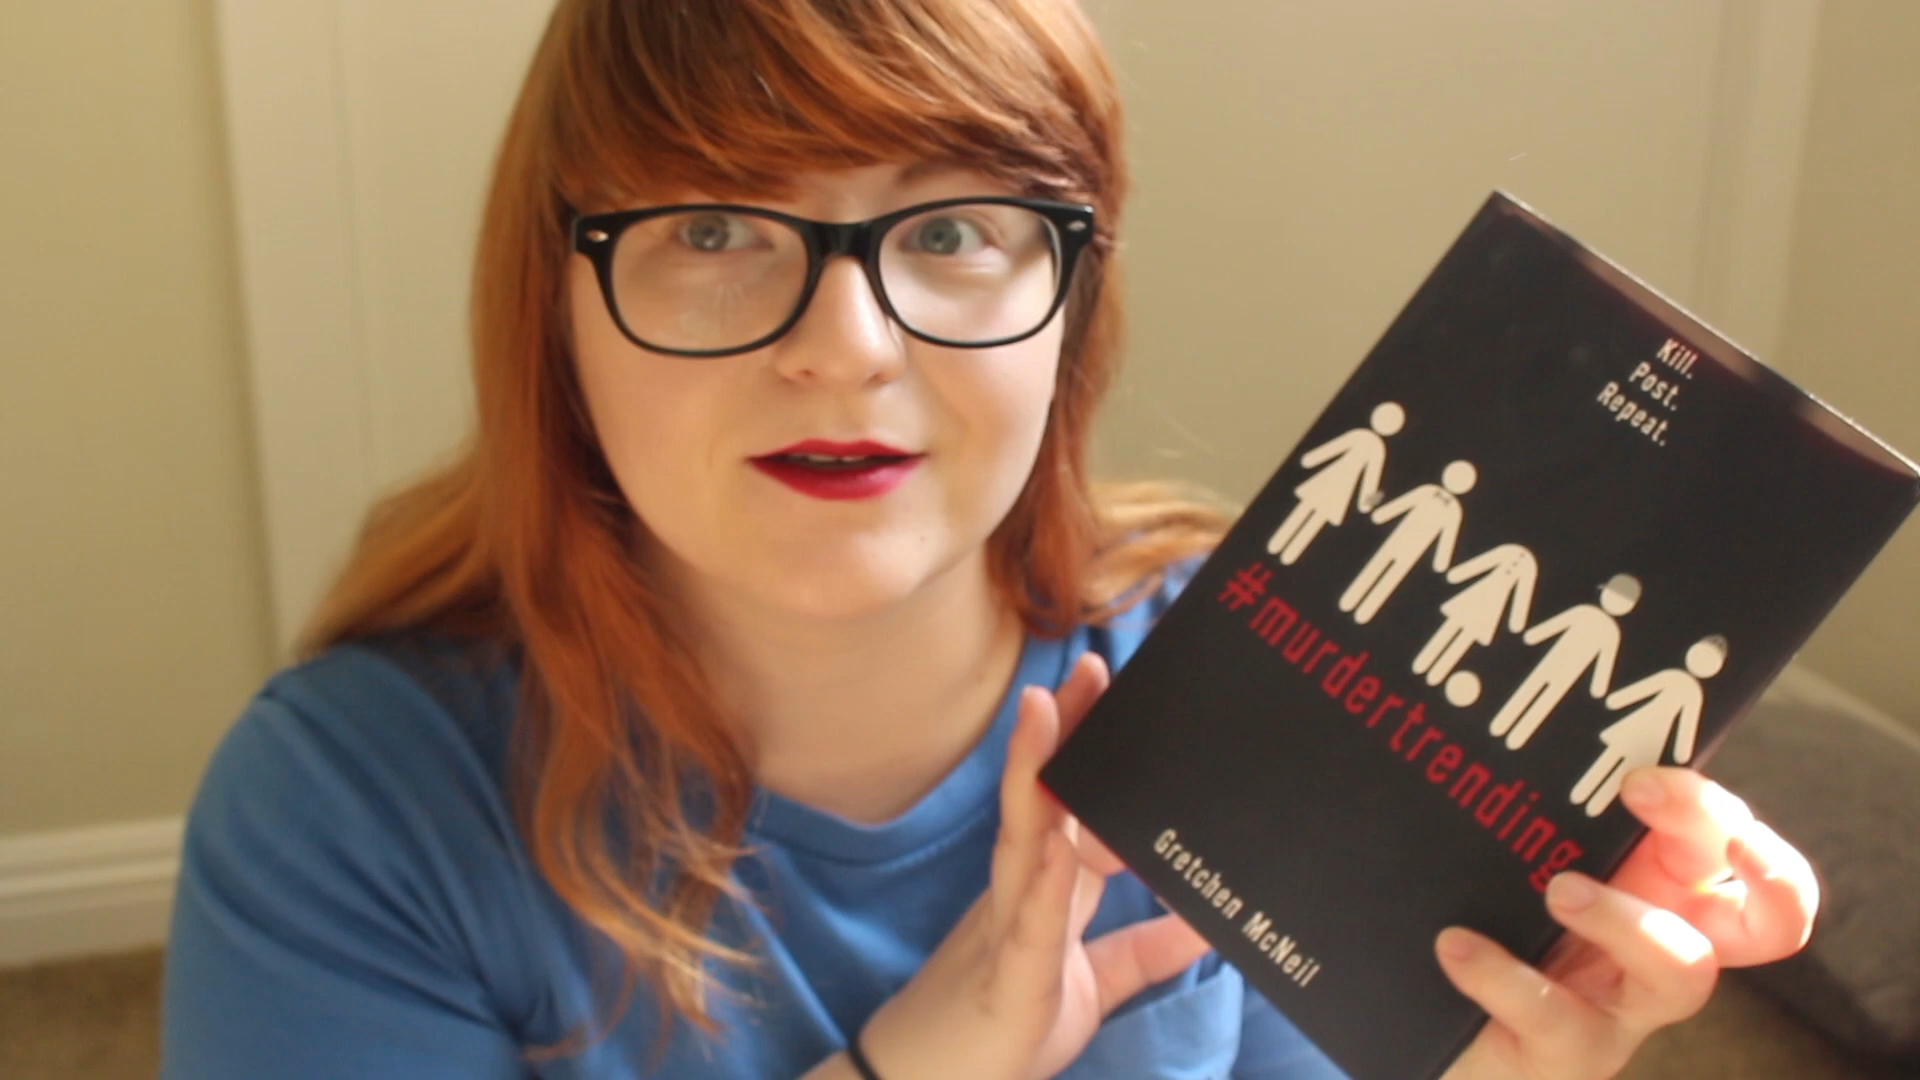 Kill.
Post.
Repeat.
#murdertrending
Gretchen McNeil